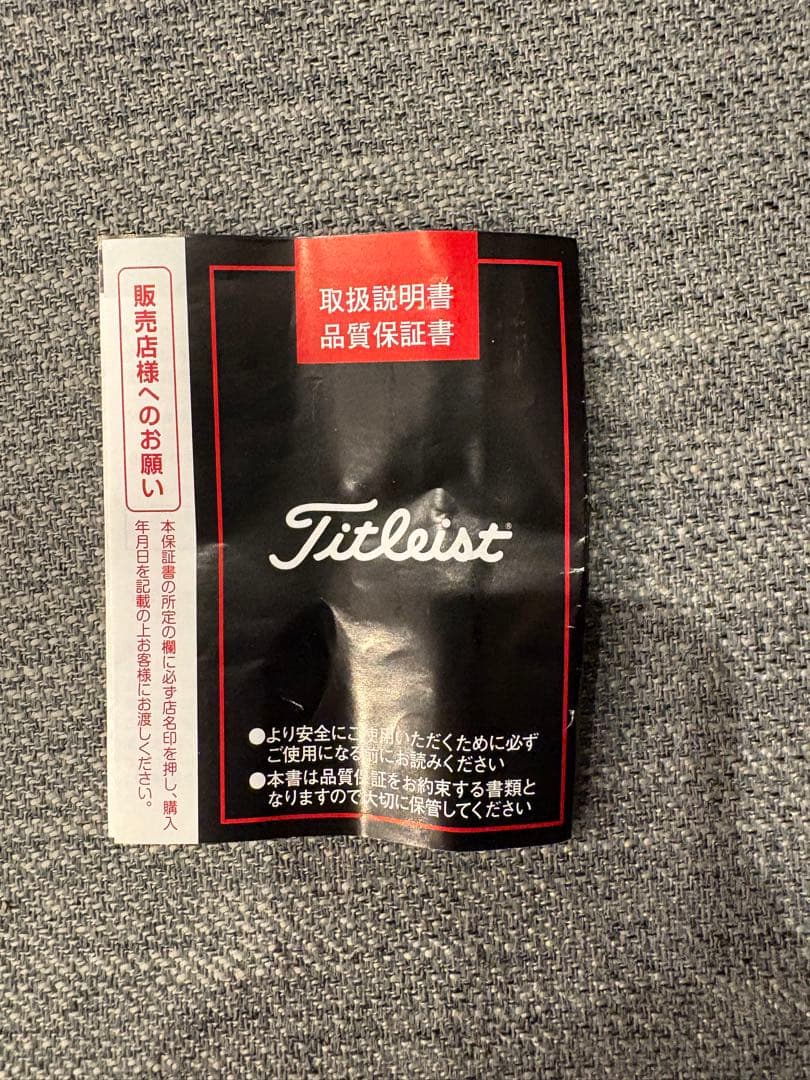 取扱説明書
品質保証書
Titleist®
●より安全にご使用いただくために必ず
ご使用になる前にお読みください
●本書は品質保証をお約束する書類と
なりますので大切に保管してください
販売店様へのお願い
本保証書の所定の欄に必ず店名印を押し、購入
年月日を記載の上お客様にお渡しください。